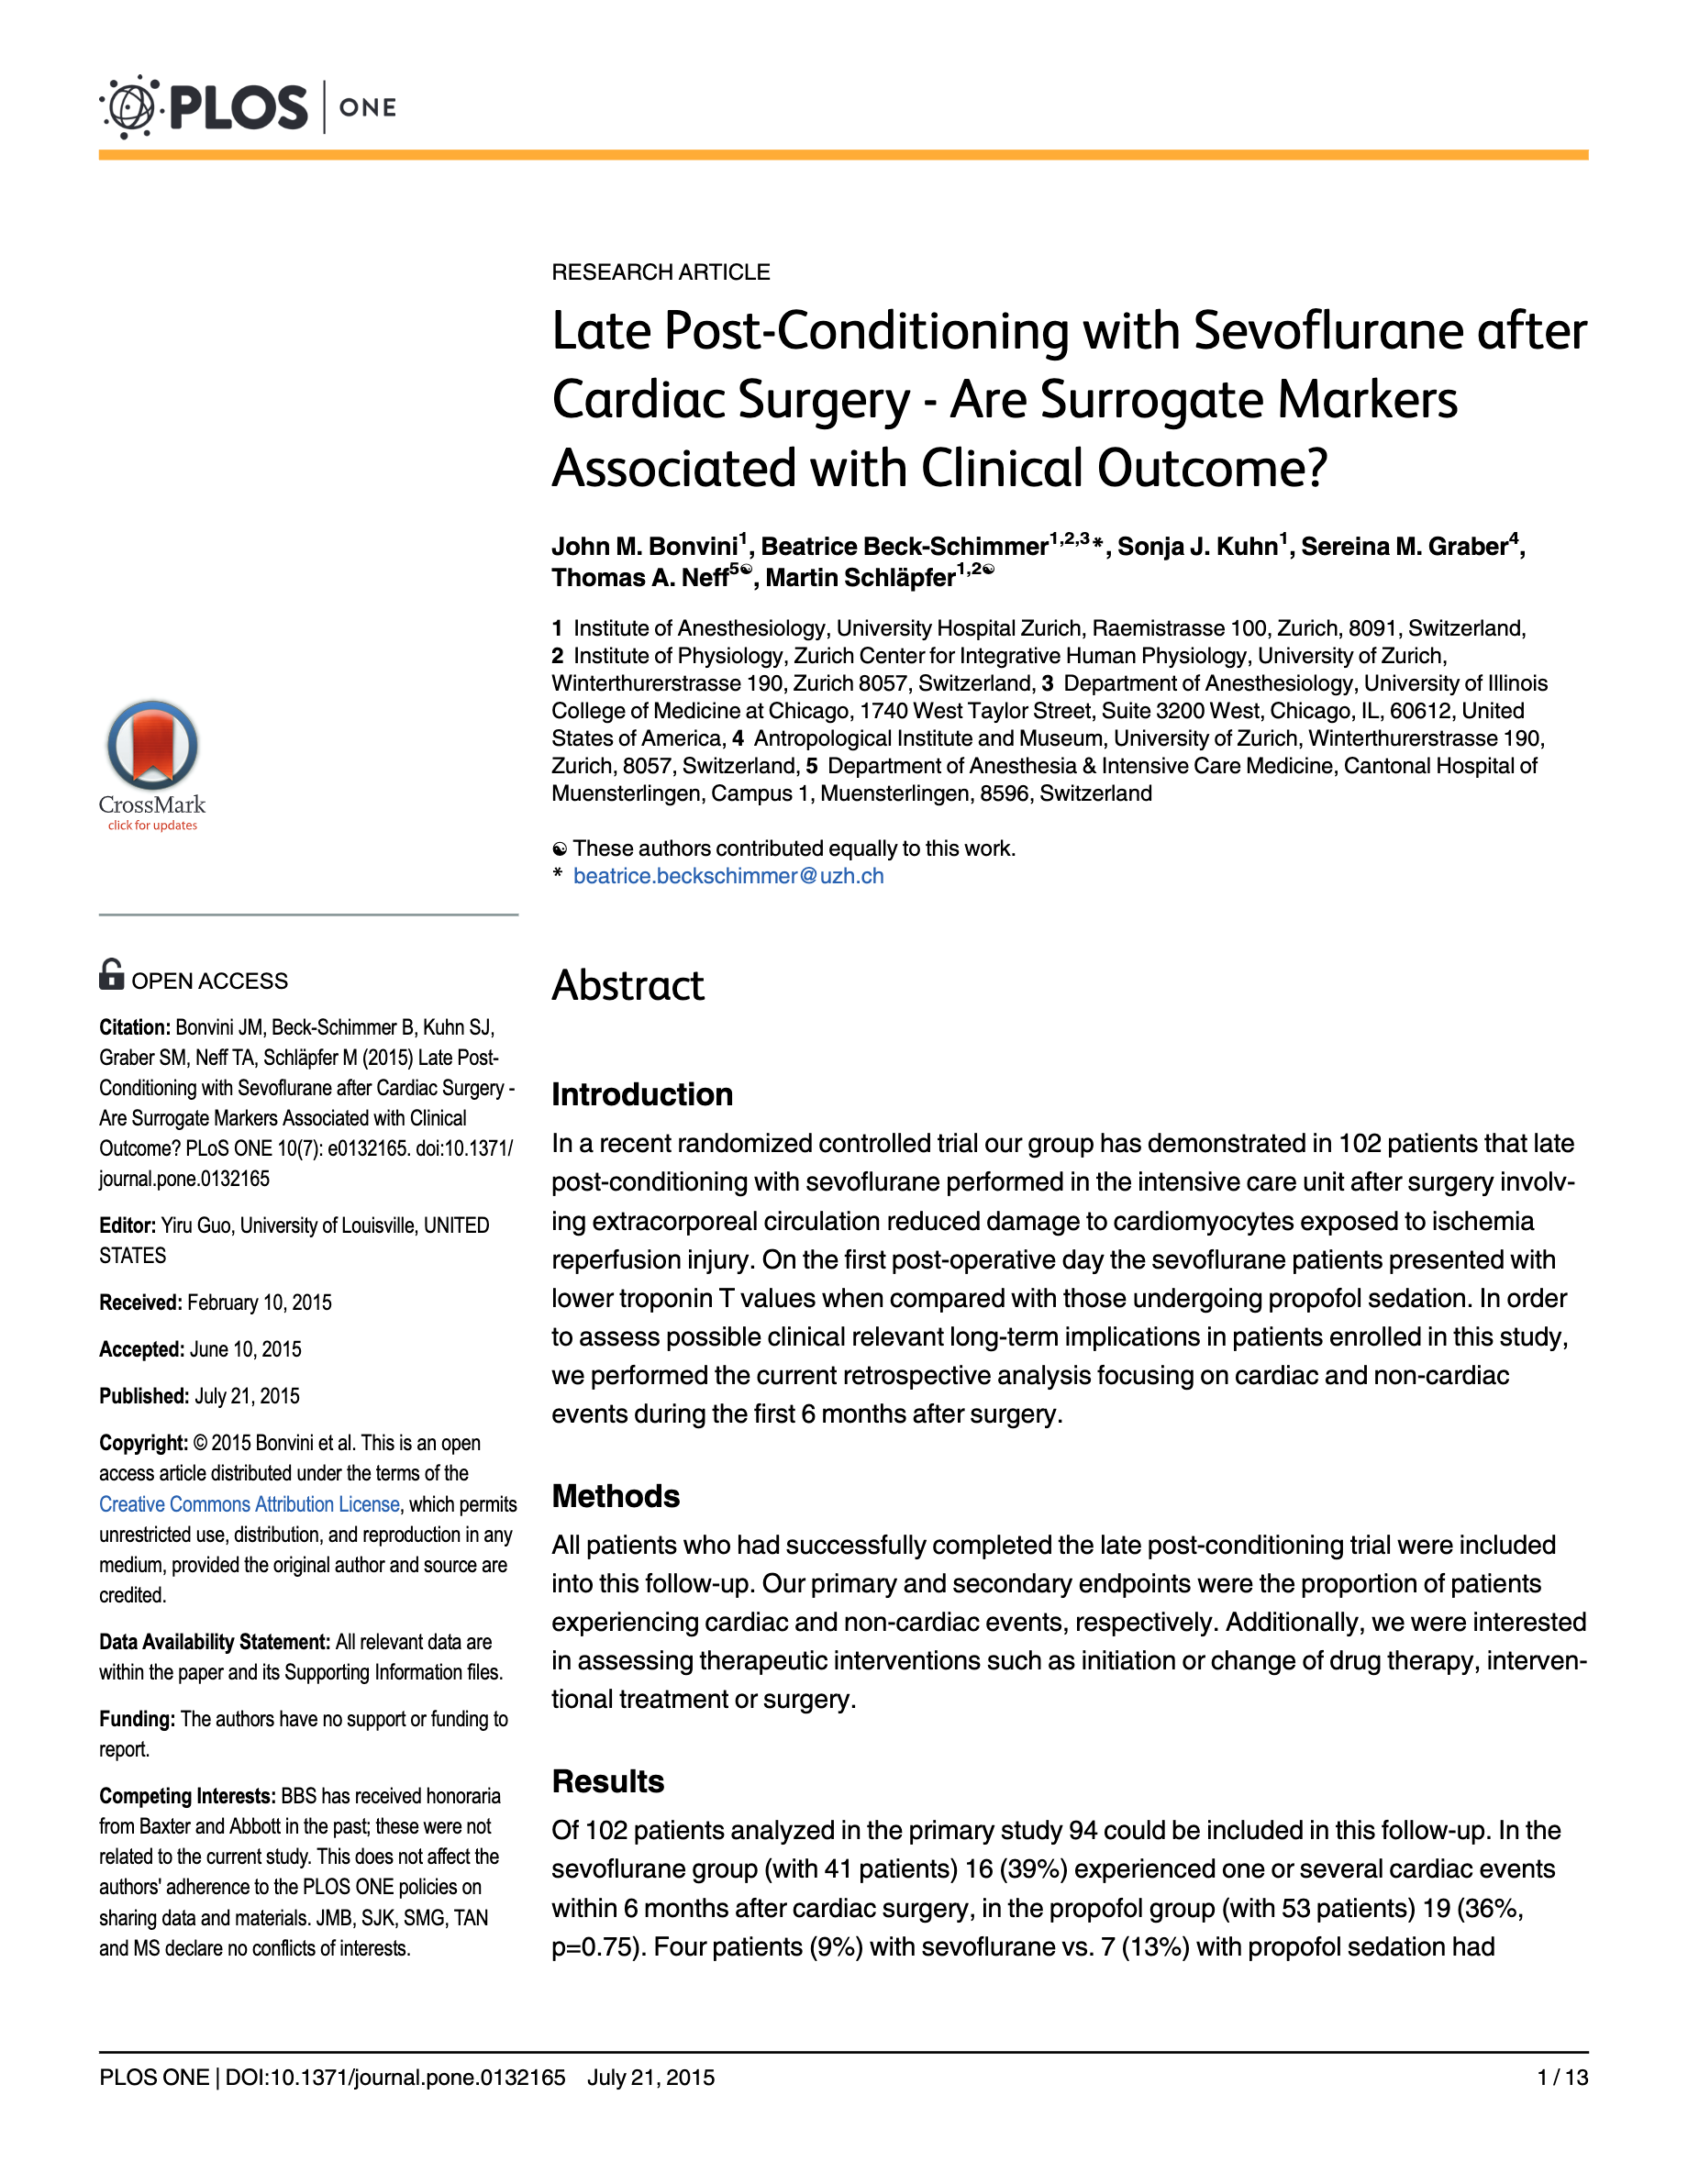 PLOS | ONE
RESEARCH ARTICLE
Late Post-Conditioning with Sevoflurane after
Cardiac Surgery - Are Surrogate Markers
Associated with Clinical Outcome?
John M. Bonvini1, Beatrice Beck-Schimmer1,2,3*, Sonja J. Kuhn1, Sereina M. Graber4,
Thomas A. Neff5☯, Martin Schläpfer1,2☯
1 Institute of Anesthesiology, University Hospital Zurich, Raemistrasse 100, Zurich, 8091, Switzerland,
2 Institute of Physiology, Zurich Center for Integrative Human Physiology, University of Zurich,
Winterthurerstrasse 190, Zurich 8057, Switzerland, 3 Department of Anesthesiology, University of Illinois
College of Medicine at Chicago, 1740 West Taylor Street, Suite 3200 West, Chicago, IL, 60612, United
States of America, 4 Antropological Institute and Museum, University of Zurich, Winterthurerstrasse 190,
Zurich, 8057, Switzerland, 5 Department of Anesthesia & Intensive Care Medicine, Cantonal Hospital of
Muensterlingen, Campus 1, Muensterlingen, 8596, Switzerland
☯ These authors contributed equally to this work.
* beatrice.beckschimmer@uzh.ch
CrossMark
click for updates
OPEN ACCESS
Citation: Bonvini JM, Beck-Schimmer B, Kuhn SJ,
Graber SM, Neff TA, Schläpfer M (2015) Late Post-
Conditioning with Sevoflurane after Cardiac Surgery -
Are Surrogate Markers Associated with Clinical
Outcome? PLoS ONE 10(7): e0132165. doi:10.1371/
journal.pone.0132165
Editor: Yiru Guo, University of Louisville, UNITED
STATES
Received: February 10, 2015
Accepted: June 10, 2015
Published: July 21, 2015
Copyright: © 2015 Bonvini et al. This is an open
access article distributed under the terms of the
Creative Commons Attribution License, which permits
unrestricted use, distribution, and reproduction in any
medium, provided the original author and source are
credited.
Data Availability Statement: All relevant data are
within the paper and its Supporting Information files.
Funding: The authors have no support or funding to
report.
Competing Interests: BBS has received honoraria
from Baxter and Abbott in the past; these were not
related to the current study. This does not affect the
authors' adherence to the PLOS ONE policies on
sharing data and materials. JMB, SJK, SMG, TAN
and MS declare no conflicts of interests.
Abstract
Introduction
In a recent randomized controlled trial our group has demonstrated in 102 patients that late
post-conditioning with sevoflurane performed in the intensive care unit after surgery involv-
ing extracorporeal circulation reduced damage to cardiomyocytes exposed to ischemia
reperfusion injury. On the first post-operative day the sevoflurane patients presented with
lower troponin T values when compared with those undergoing propofol sedation. In order
to assess possible clinical relevant long-term implications in patients enrolled in this study,
we performed the current retrospective analysis focusing on cardiac and non-cardiac
events during the first 6 months after surgery.
Methods
All patients who had successfully completed the late post-conditioning trial were included
into this follow-up. Our primary and secondary endpoints were the proportion of patients
experiencing cardiac and non-cardiac events, respectively. Additionally, we were interested
in assessing therapeutic interventions such as initiation or change of drug therapy, interven-
tional treatment or surgery.
Results
Of 102 patients analyzed in the primary study 94 could be included in this follow-up. In the
sevoflurane group (with 41 patients) 16 (39%) experienced one or several cardiac events
within 6 months after cardiac surgery, in the propofol group (with 53 patients) 19 (36%,
p=0.75). Four patients (9%) with sevoflurane vs. 7 (13%) with propofol sedation had
PLOS ONE | DOI:10.1371/journal.pone.0132165 July 21, 2015
1 / 13